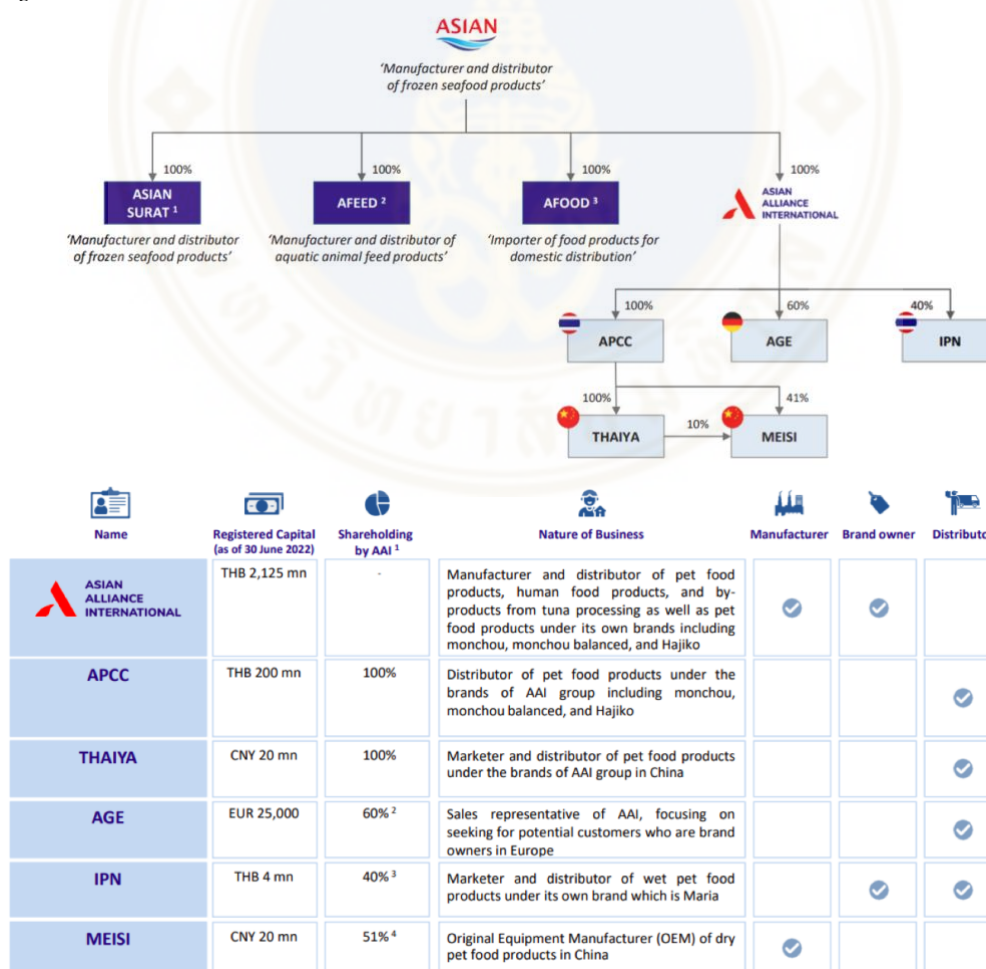 ASIAN
‘Manufacturer and distributor
of frozen seafood products’
100%
100%
100%
100%
ASIAN
SURAT 1
AFEED 2
AFOOD 3
ASIAN
ALLIANCE
INTERNATIONAL
‘Manufacturer and distributor
of frozen seafood products’
‘Manufacturer and distributor of
aquatic animal feed products’
‘Importer of food products for
domestic distribution’
100%
60%
40%
APCC
AGE
IPN
100%
41%
THAIYA
10%
MEISI
Name
Registered Capital
(as of 30 June 2022)
Shareholding
by AAI 1
Nature of Business
Manufacturer
Brand owner
Distributo
ASIAN
ALLIANCE
INTERNATIONAL
THB 2,125 mn
-
Manufacturer and distributor of pet food
products, human food products, and by-
products from tuna processing as well as pet
food products under its own brands including
monchou, monchou balanced, and Hajiko
APCC
THB 200 mn
100%
Distributor of pet food products under the
brands of AAI group including monchou,
monchou balanced, and Hajiko
THAIYA
CNY 20 mn
100%
Marketer and distributor of pet food products
under the brands of AAI group in China
AGE
EUR 25,000
60% 2
Sales representative of AAI, focusing on
seeking for potential customers who are brand
owners in Europe
IPN
THB 4 mn
40% 3
Marketer and distributor of wet pet food
products under its own brand which is Maria
MEISI
CNY 20 mn
51% 4
Original Equipment Manufacturer (OEM) of dry
pet food products in China